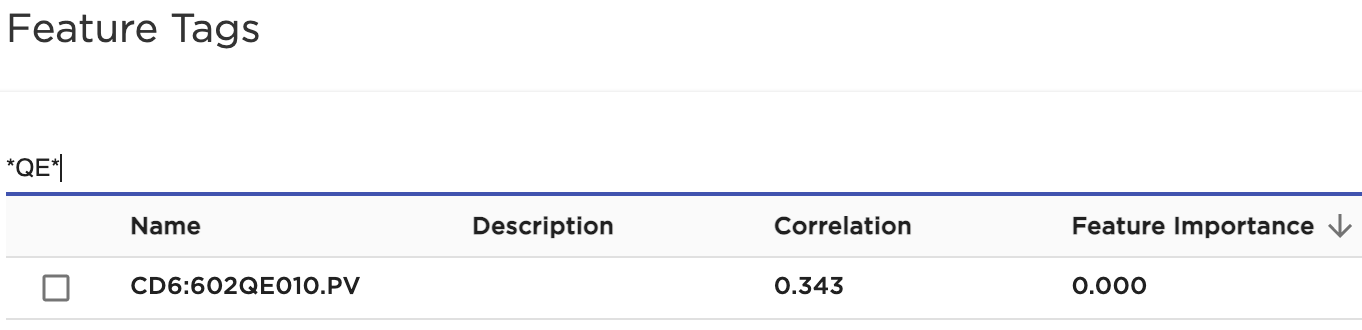 Feature Tags
*QE*
Name Description Correlation Feature Importance ↓
CD6:602QE010.PV 0.343 0.000